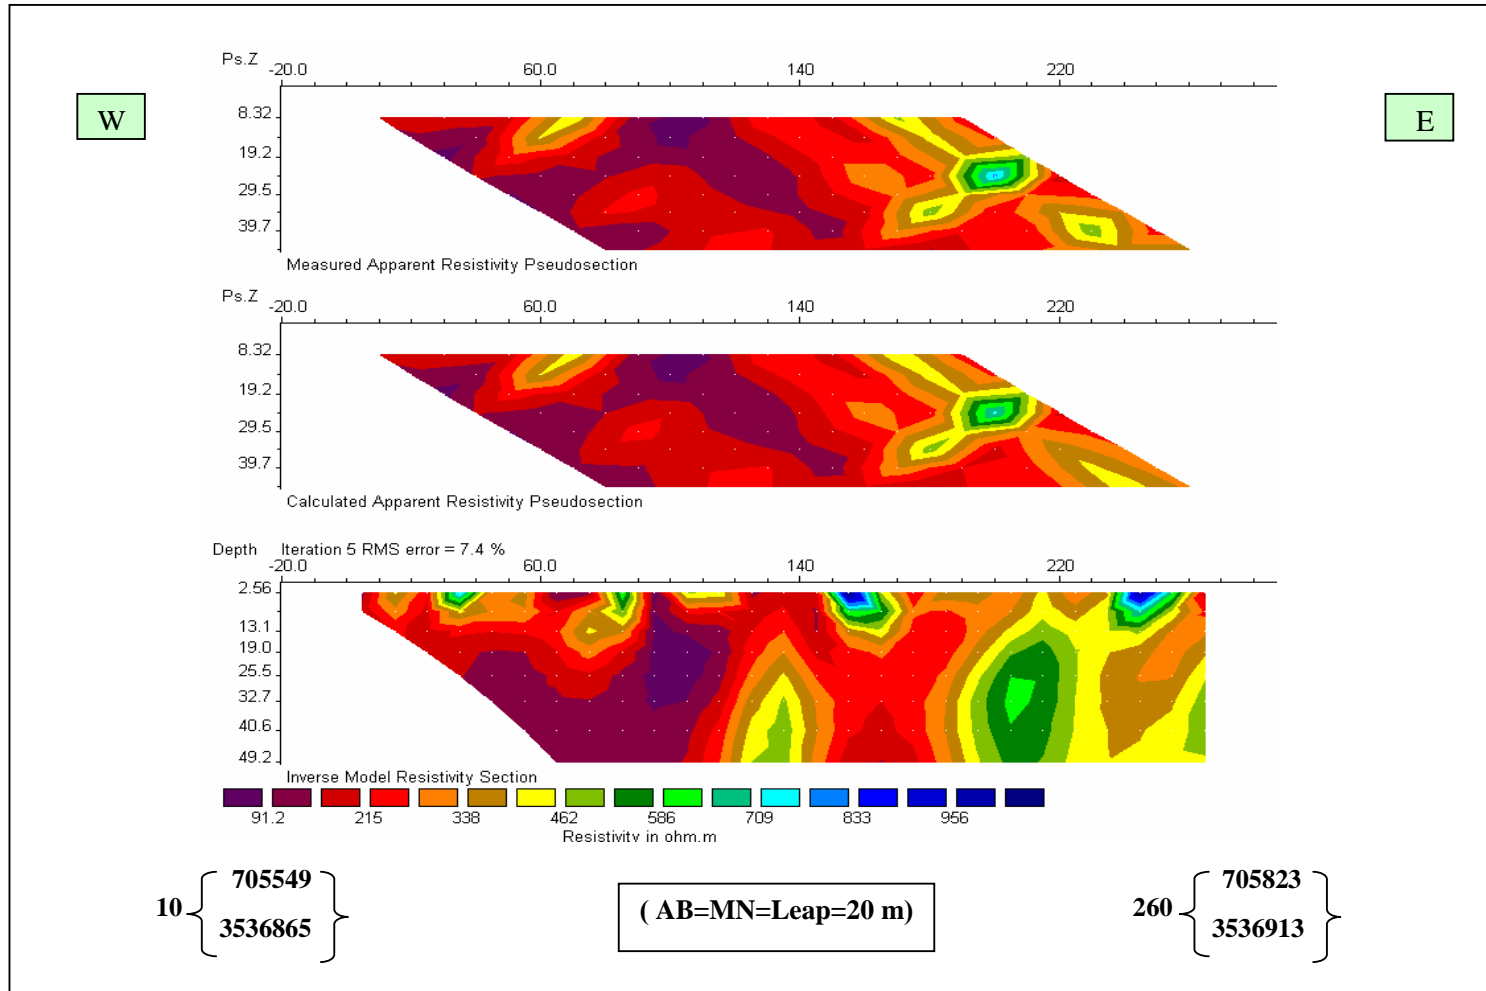 W
E
Ps.Z
-20.0 60.0 140 220
8.32
19.2
29.5
39.7
Measured Apparent Resistivity Pseudosection
Ps.Z
-20.0 60.0 140 220
8.32
19.2
29.5
39.7
Calculated Apparent Resistivity Pseudosection
Depth Iteration 5 RMS error = 7.4 %
-20.0 60.0 140 220
2.56
13.1
19.0
25.5
32.7
40.6
49.2
Inverse Model Resistivity Section
91.2 215 338 462 586 709 833 956
Resistivity in ohm.m
10 705549
3536865
( AB=MN=Leap=20 m)
260 705823
3536913